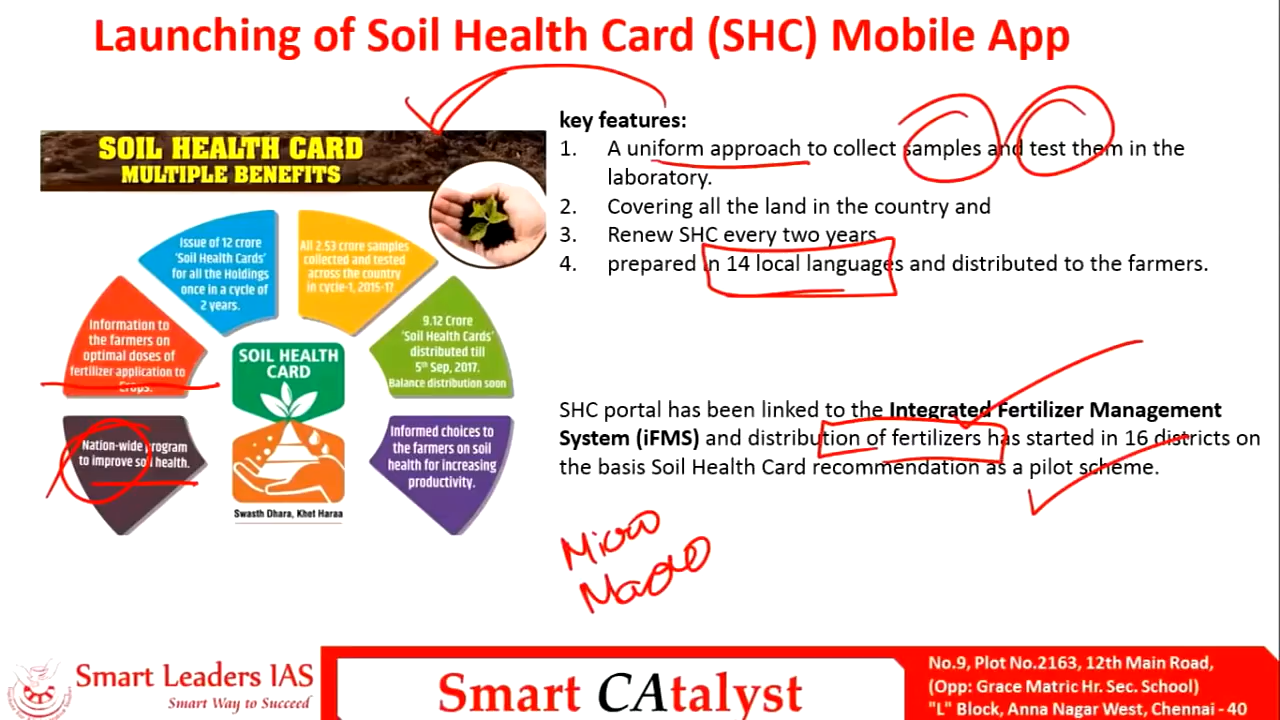 Launching of Soil Health Card (SHC) Mobile App
SOIL HEALTH CARD
MULTIPLE BENEFITS
Issue of 12 crore
'Soil Health Cards'
for all the Holdings
once in a cycle of
2 years.
All 2.53 crore samples
collected and tested
across the country
in cycle-1, 2015-17
Information to
the farmers on
optimal doses of
fertilizer application to
Crops.
9.12 Crore
'Soil Health Cards'
distributed till
5th Sep, 2017.
Balance distribution soon
SOIL HEALTH
CARD
Nation-wide program
to improve soil health.
Informed choices to
the farmers on soil
health for increasing
productivity.
Swasth Dhara, Khet Haraa
key features:
1. A uniform approach to collect samples and test them in the
laboratory.
2. Covering all the land in the country and
3. Renew SHC every two years
4. prepared in 14 local languages and distributed to the farmers.
SHC portal has been linked to the Integrated Fertilizer Management
System (iFMS) and distribution of fertilizers has started in 16 districts on
the basis Soil Health Card recommendation as a pilot scheme.
Micro
Macro
Smart Leaders IAS
Smart Way to Succeed
Smart CAtalyst
No.9, Plot No.2163, 12th Main Road,
(Opp: Grace Matric Hr. Sec. School)
"L" Block, Anna Nagar West, Chennai - 40